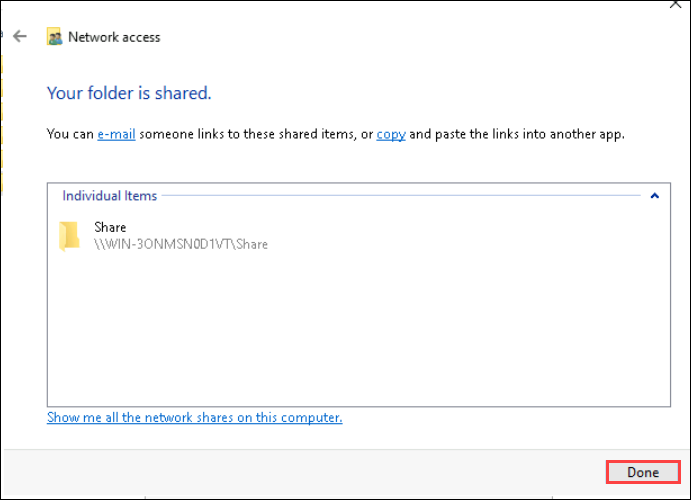 Network access
Your folder is shared.
You can e-mail someone links to these shared items, or copy and paste the links into another app.
Individual Items
Share
\\WIN-3ONMSN0D1VT\Share
Show me all the network shares on this computer.
Done